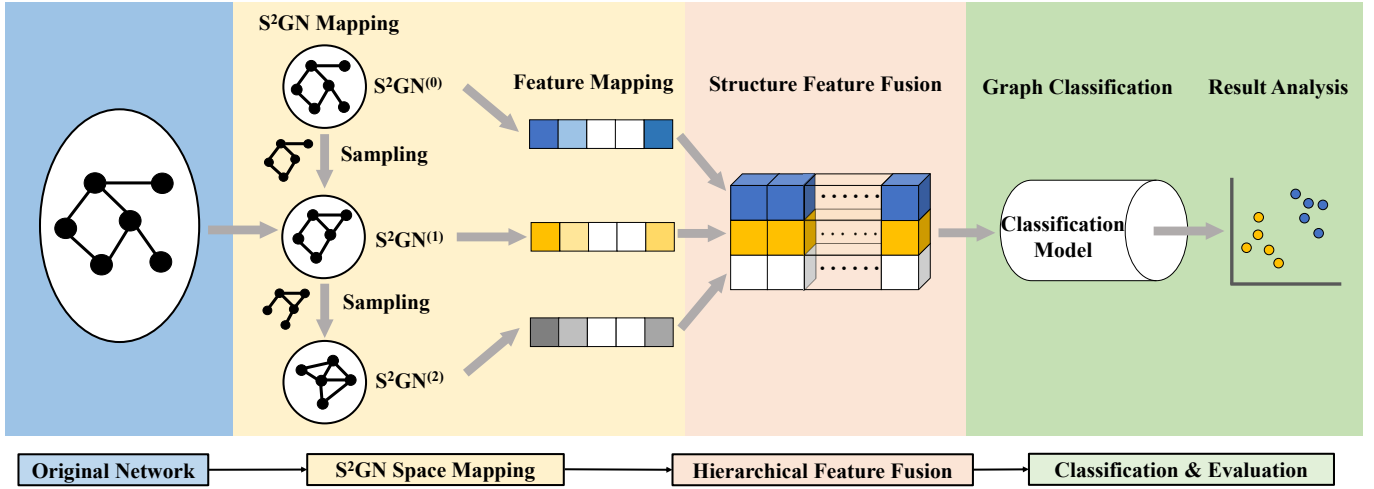 S²GN Mapping
S²GN⁽⁰⁾
Feature Mapping
Structure Feature Fusion
Graph Classification
Result Analysis
Sampling
S²GN⁽¹⁾
Classification
Model
Sampling
S²GN⁽²⁾
Original Network
S²GN Space Mapping
Hierarchical Feature Fusion
Classification & Evaluation